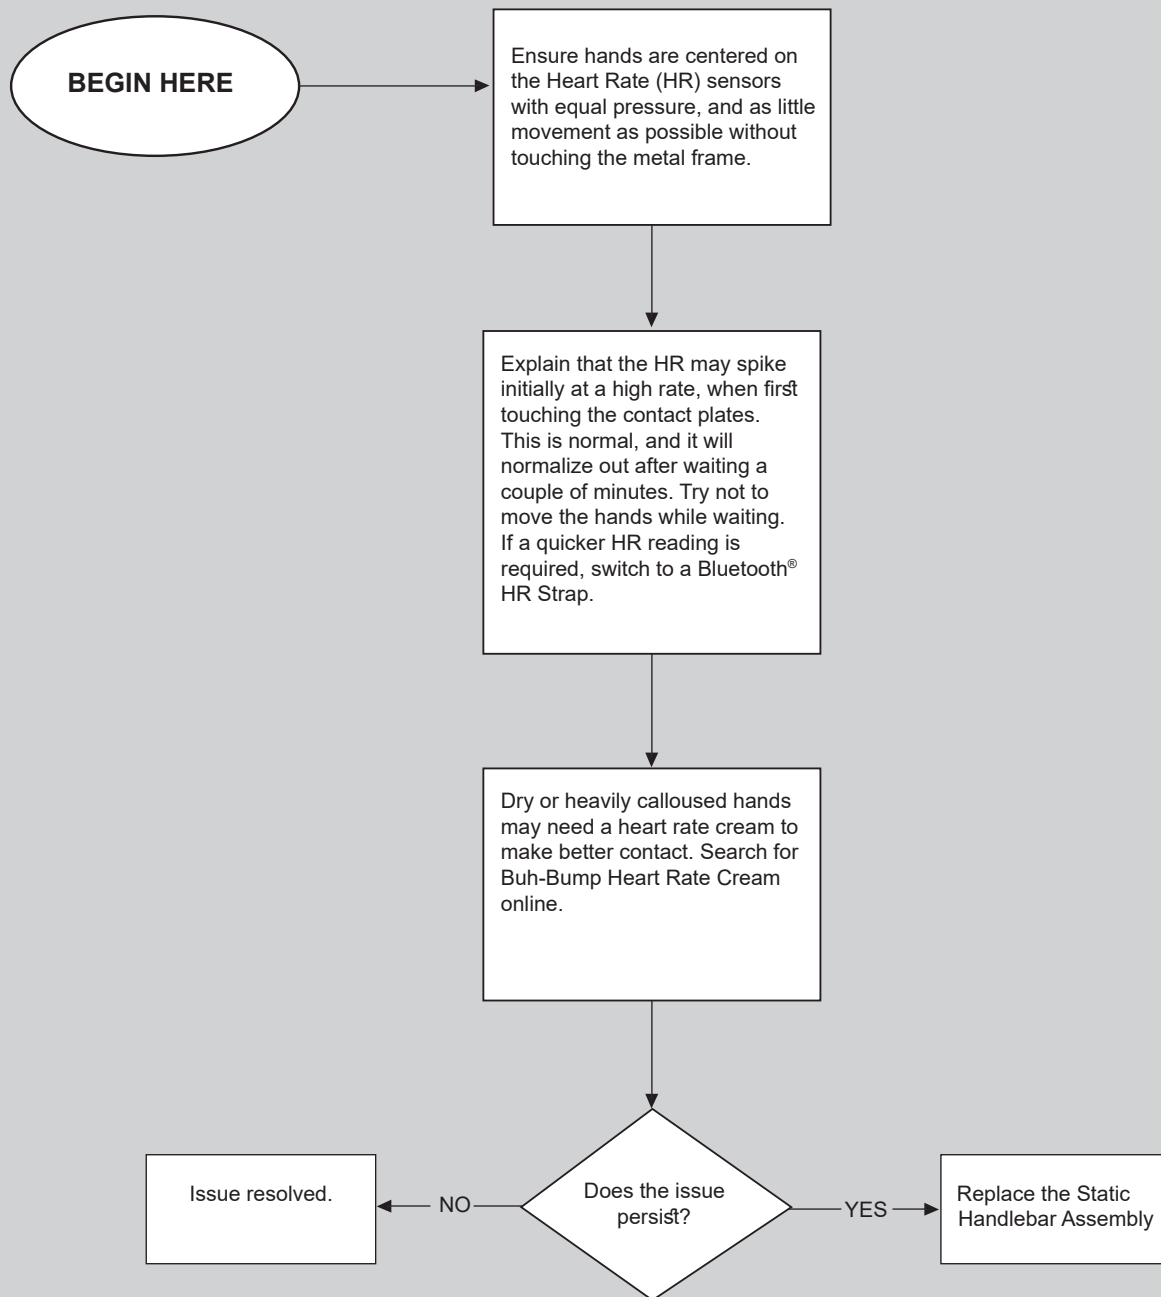 BEGIN HERE
Ensure hands are centered on
the Heart Rate (HR) sensors
with equal pressure, and as little
movement as possible without
touching the metal frame.
Explain that the HR may spike
initially at a high rate, when first
touching the contact plates.
This is normal, and it will
normalize out after waiting a
couple of minutes. Try not to
move the hands while waiting.
If a quicker HR reading is
required, switch to a Bluetooth®
HR Strap.
Dry or heavily calloused hands
may need a heart rate cream to
make better contact. Search for
Buh-Bump Heart Rate Cream
online.
Does the issue
persist?
NO
Issue resolved.
YES
Replace the Static
Handlebar Assembly